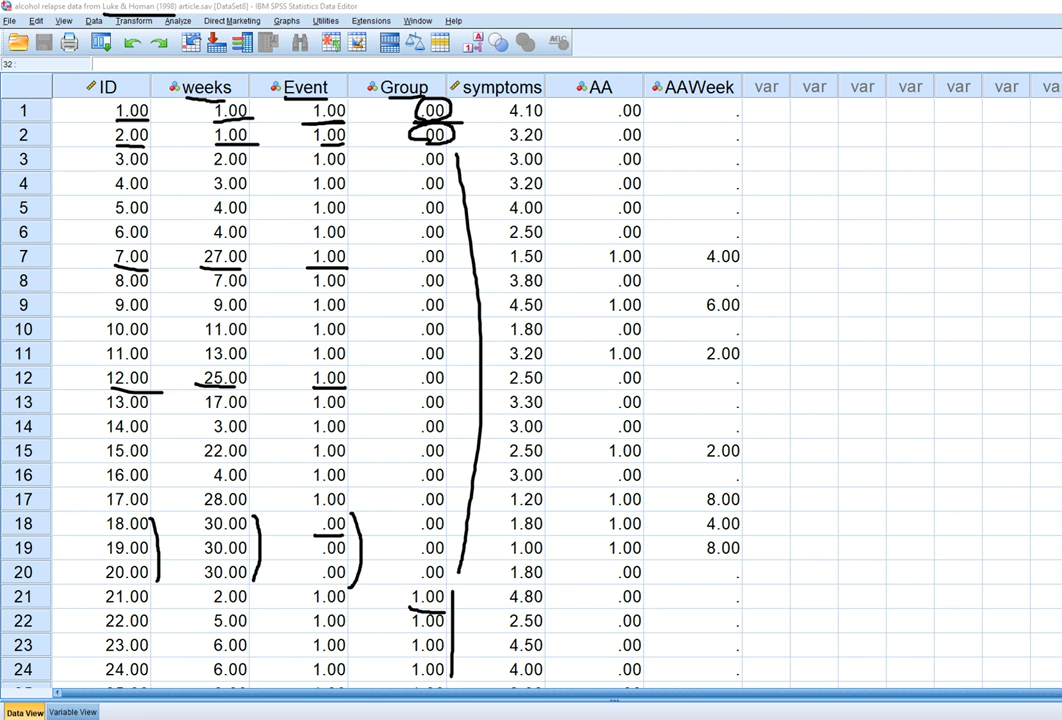 alcohol relapse data from Luke & Homan (1998) article.sav [DataSet8] - IBM SPSS Statistics Data Editor
File Edit View Data Transform Analyze Direct Marketing Graphs Utilities Extensions Window Help
32 :
ID weeks Event Group symptoms AA AAWeek var var var var var var va
1 1.00 1.00 1.00 .00 4.10 .00 .
2 2.00 1.00 1.00 .00 3.20 .00 .
3 3.00 2.00 1.00 .00 3.00 .00 .
4 4.00 3.00 1.00 .00 3.20 .00 .
5 5.00 4.00 1.00 .00 4.00 .00 .
6 6.00 4.00 1.00 .00 2.50 .00 .
7 7.00 27.00 1.00 .00 1.50 1.00 4.00
8 8.00 7.00 1.00 .00 3.80 .00 .
9 9.00 9.00 1.00 .00 4.50 1.00 6.00
10 10.00 11.00 1.00 .00 1.80 .00 .
11 11.00 13.00 1.00 .00 3.20 1.00 2.00
12 12.00 25.00 1.00 .00 2.50 .00 .
13 13.00 17.00 1.00 .00 3.30 .00 .
14 14.00 3.00 1.00 .00 3.00 .00 .
15 15.00 22.00 1.00 .00 2.50 1.00 2.00
16 16.00 4.00 1.00 .00 3.00 .00 .
17 17.00 28.00 1.00 .00 1.20 1.00 8.00
18 18.00 30.00 .00 .00 1.80 1.00 4.00
19 19.00 30.00 .00 .00 1.00 1.00 8.00
20 20.00 30.00 .00 .00 1.80 .00 .
21 21.00 2.00 1.00 1.00 4.80 .00 .
22 22.00 5.00 1.00 1.00 2.50 .00 .
23 23.00 6.00 1.00 1.00 4.50 .00 .
24 24.00 6.00 1.00 1.00 4.00 .00 .
Data View Variable View